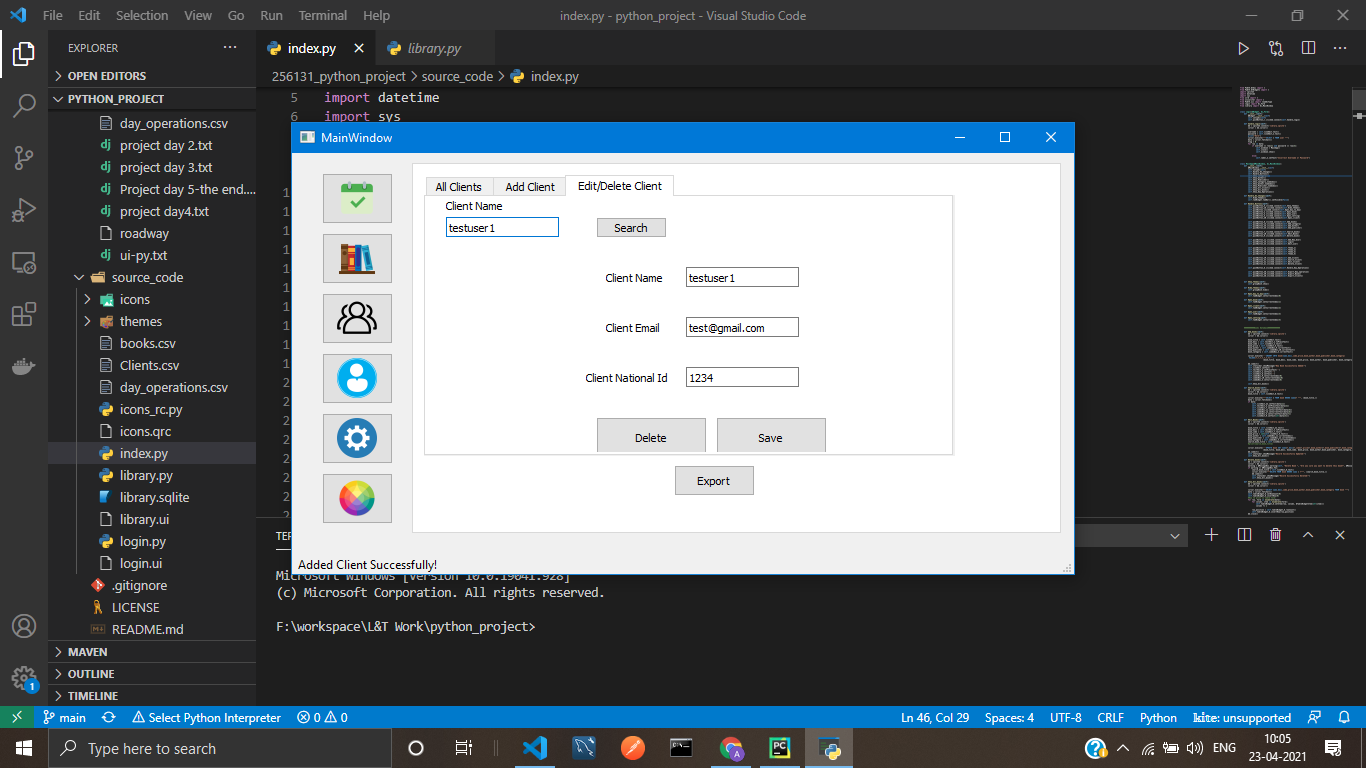 File Edit Selection View Go Run Terminal Help index.py - python_project - Visual Studio Code
EXPLORER
index.py
library.py
OPEN EDITORS
256131_python_project > source_code > index.py
PYTHON_PROJECT
5 import datetime
6 import sys
day_operations.csv
project day 2.txt
project day 3.txt
Project day 5-the end....
project day4.txt
roadway
ui-py.txt
source_code
icons
themes
books.csv
Clients.csv
day_operations.csv
icons_rc.py
icons.qrc
index.py
library.py
library.sqlite
library.ui
login.py
login.ui
.gitignore
LICENSE
README.md
MAVEN
OUTLINE
TIMELINE
MainWindow
All Clients Add Client Edit/Delete Client
Client Name
testuser1 Search
Client Name testuser1
Client Email test@gmail.com
Client National Id 1234
Delete Save
Export
Added Client Successfully!
Microsoft Windows [Version 10.0.19041.928]
(c) Microsoft Corporation. All rights reserved.
F:\workspace\L&T Work\python_project>
1
main Select Python Interpreter 0 0 Ln 46, Col 29 Spaces: 4 UTF-8 CRLF Python kite: unsupported
Type here to search
ENG
10:05
23-04-2021